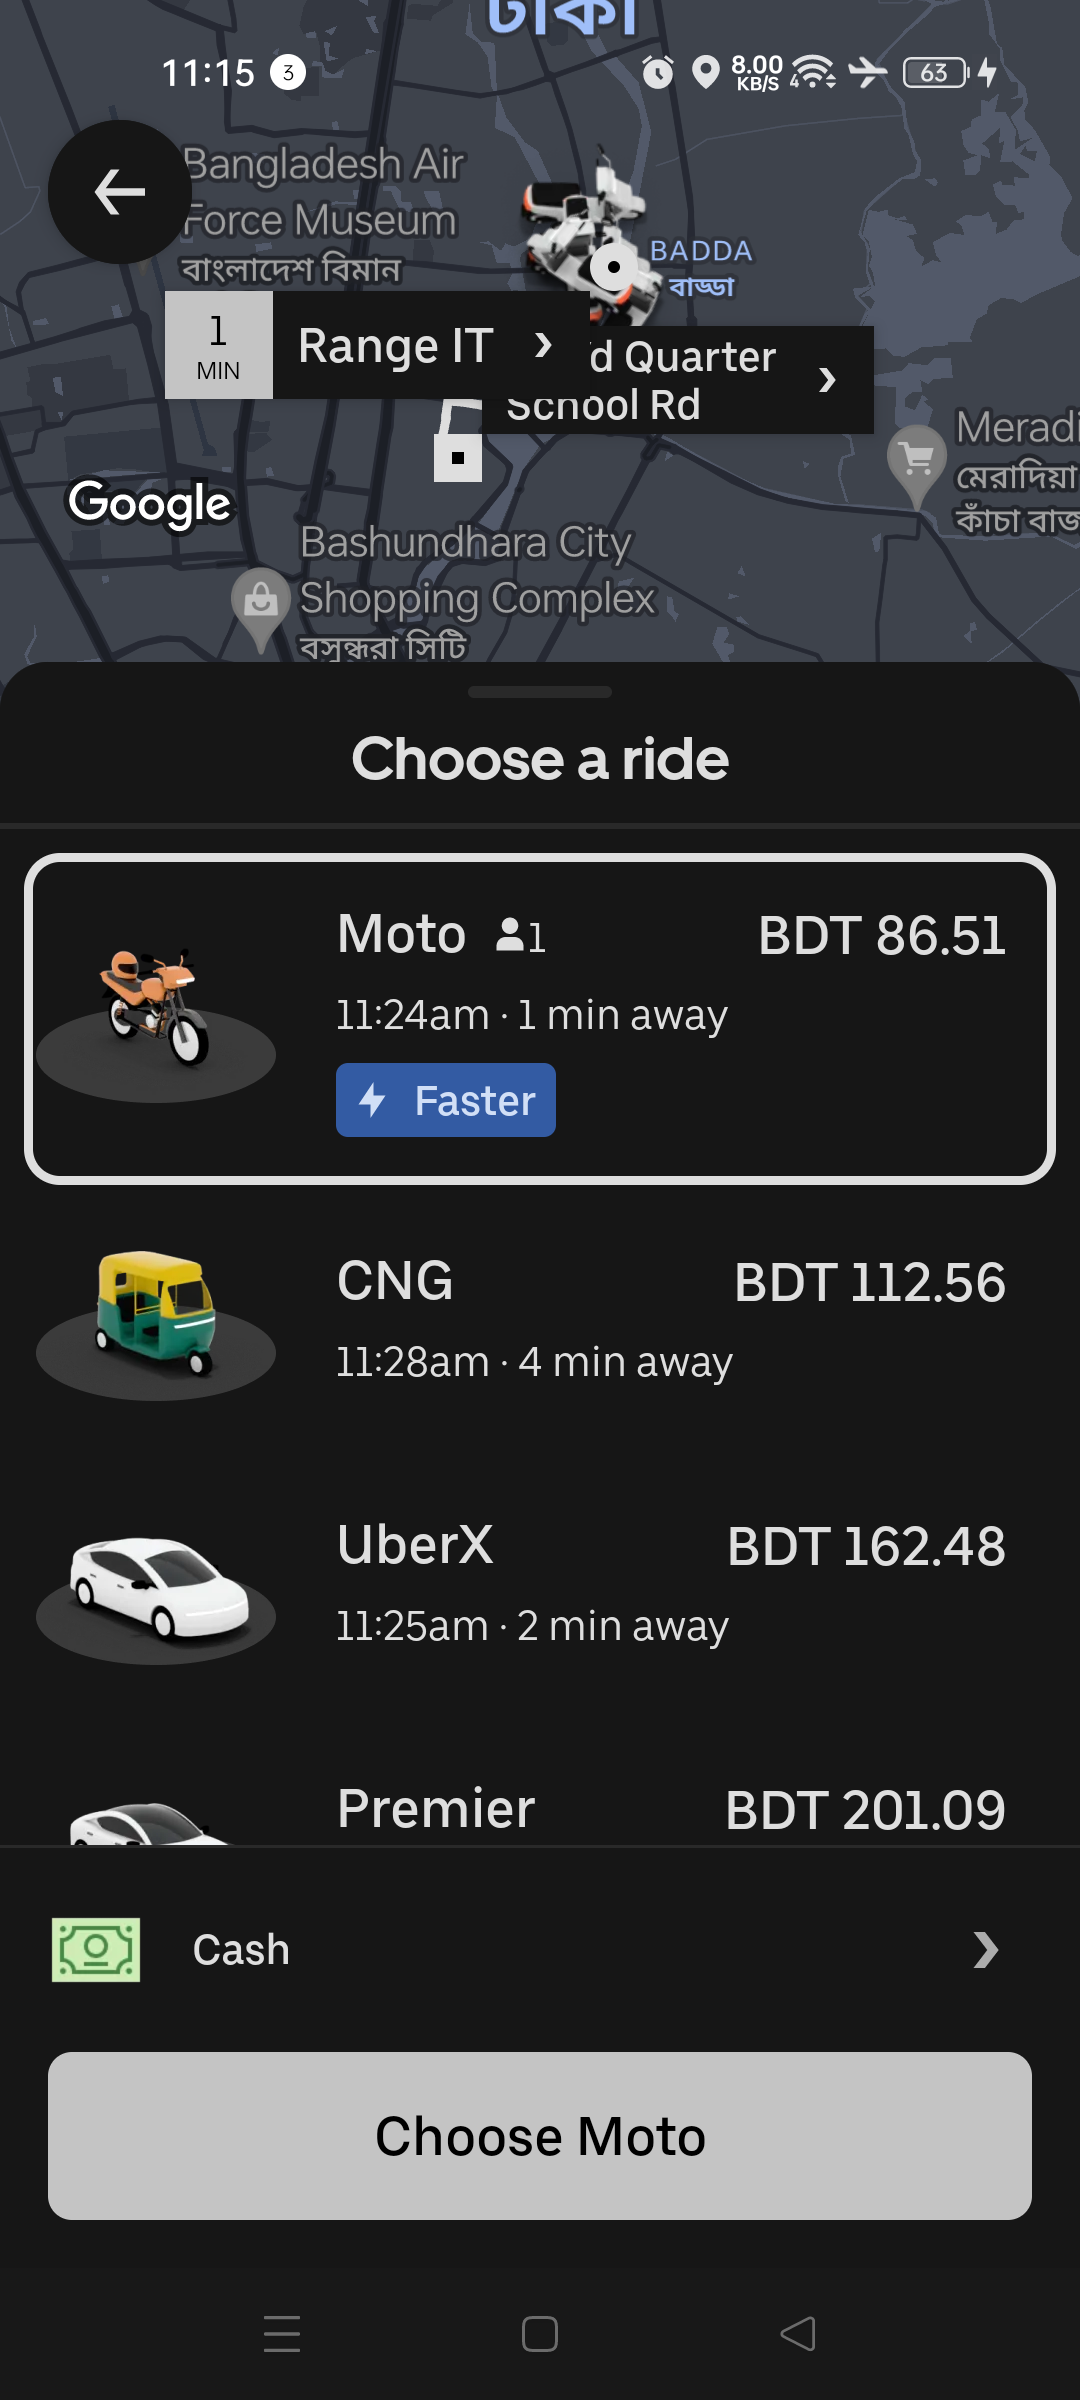 11:15 3 8.00 KB/S 4 63
Bangladesh Air
Force Museum
বাংলাদেশ বিমান
BADDA
বাড্ডা
1
MIN
Range IT
d Quarter
School Rd
Google
মেরাদিয়া
Bashundhara City
Shopping Complex
বসুন্ধরা সিটি
Choose a ride
Moto 1 BDT 86.51
11:24am · 1 min away
Faster
CNG BDT 112.56
11:28am · 4 min away
UberX BDT 162.48
11:25am · 2 min away
Premier BDT 201.09
Cash
Choose Moto